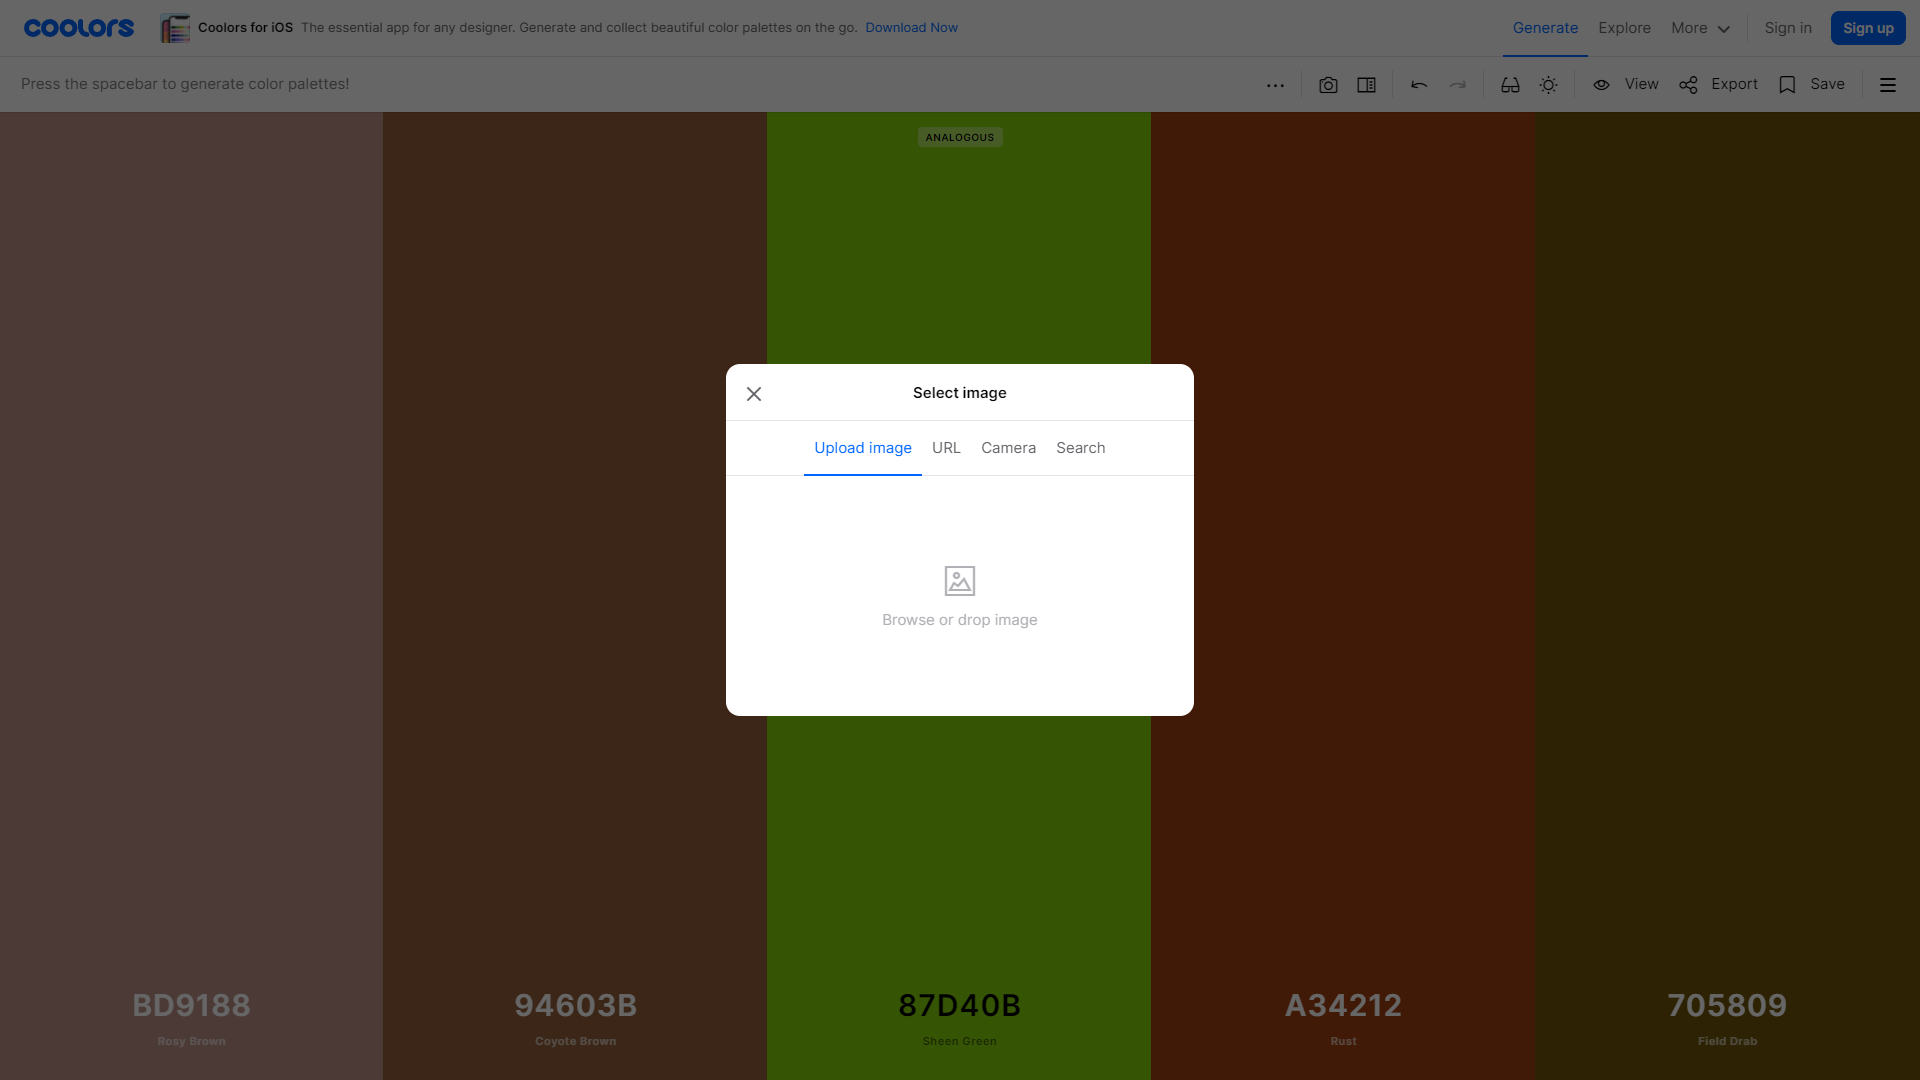 coolors
Coolors for iOS The essential app for any designer. Generate and collect beautiful color palettes on the go. Download Now
Generate Explore More Sign in Sign up
Press the spacebar to generate color palettes!
View Export Save
ANALOGOUS
Select image
Upload image URL Camera Search
Browse or drop image
BD9188 94603B 87D40B A34212 705809
Rosy Brown Coyote Brown Sheen Green Rust Field Drab